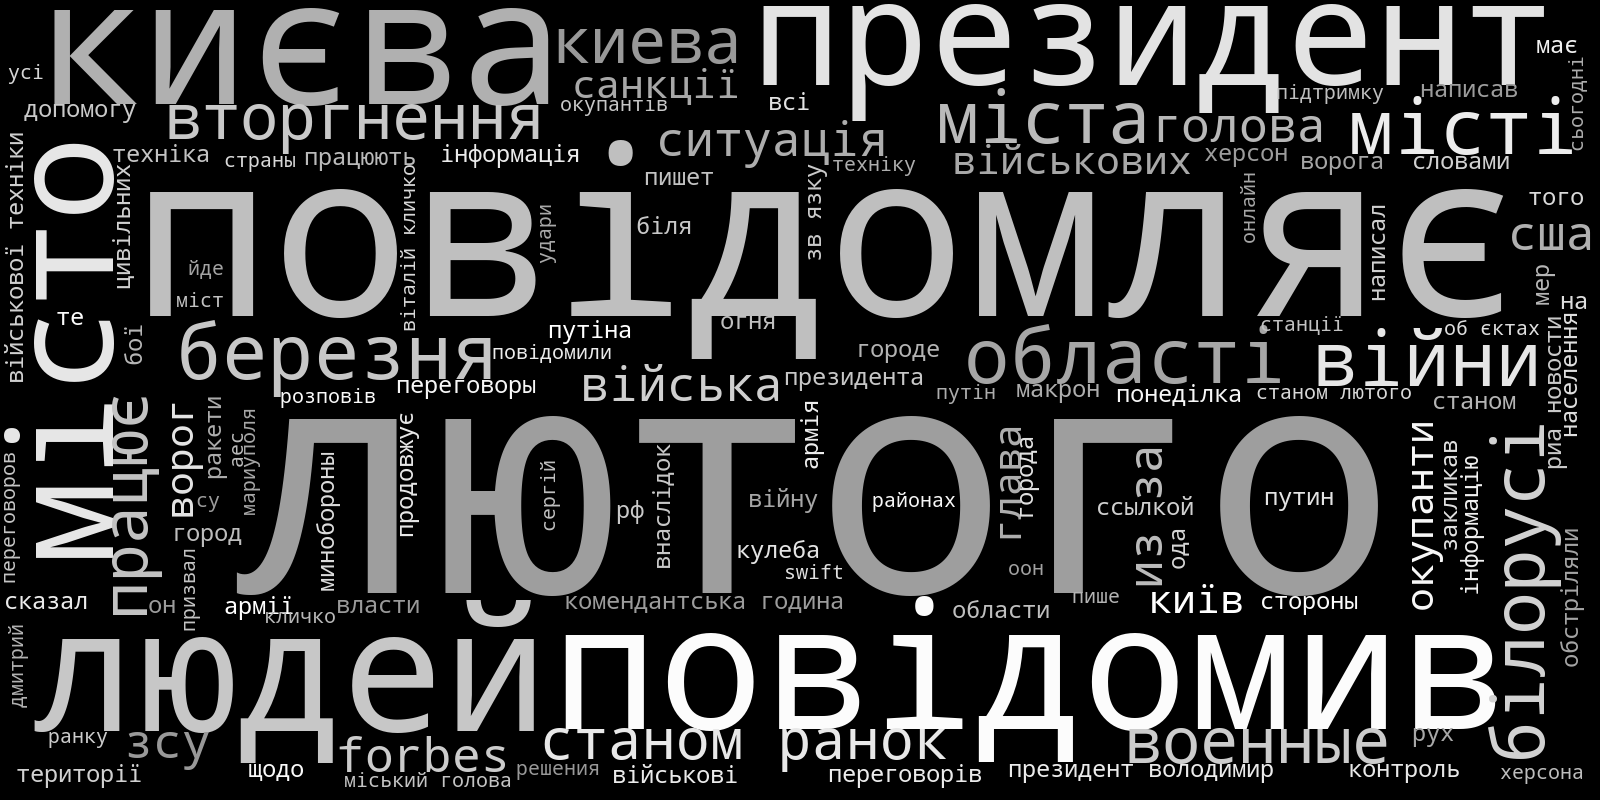 києва
киева
президент
має
усі
санкції
допомогу
вторгнення
окупантів
всі
підтримку
написав
сьогодні
міста
голова
місті
ситуація
техніка
страны
працюють
інформація
військових
херсон
ворога
словами
техніку
пишет
військової техніки
місто
цивільних
віталій кличко
повідомляє
удари
біля
зв язку
онлайн
написал
того
сша
йде
міст
те
мер
на
бої
березня
путіна
огня
повідомили
городе
області
станції
об єктах
війни
риа новости
населення
розповів
переговоры
війська
президента
путін
макрон
понеділка
станом лютого
станом
працює
ворог
ракети
аес
мариуполя
продовжує
армія
лютого
глава
города
из за
су
город
минобороны
сергій
рф
внаслідок
війну
районах
ссылкой
путин
ода
окупанти
закликав
інформацію
білорусі
переговоров
кулеба
swift
оон
призвал
обстріляли
сказал
он
армії
кличко
власти
комендантська година
области
пише
київ
стороны
дмитрий
людей
повідомив
ранку
зсу
forbes
станом ранок
военные
рух
території
щодо
міський голова
решения
військові
переговорів
президент володимир
контроль
херсона